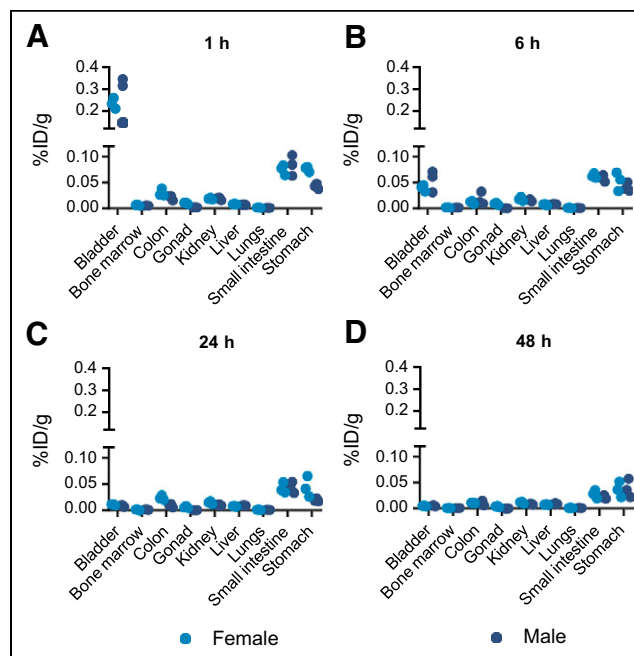 A
1 h
%ID/g
0.4
0.3
0.2
0.10
0.05
0.00
Bladder
Bone marrow
Colon
Gonad
Kidney
Liver
Lungs
Small intestine
Stomach
B
6 h
%ID/g
0.4
0.3
0.2
0.10
0.05
0.00
Bladder
Bone marrow
Colon
Gonad
Kidney
Liver
Lungs
Small intestine
Stomach
C
24 h
%ID/g
0.4
0.3
0.2
0.10
0.05
0.00
Bladder
Bone marrow
Colon
Gonad
Kidney
Liver
Lungs
Small intestine
Stomach
D
48 h
%ID/g
0.4
0.3
0.2
0.10
0.05
0.00
Bladder
Bone marrow
Colon
Gonad
Kidney
Liver
Lungs
Small intestine
Stomach
Female
Male